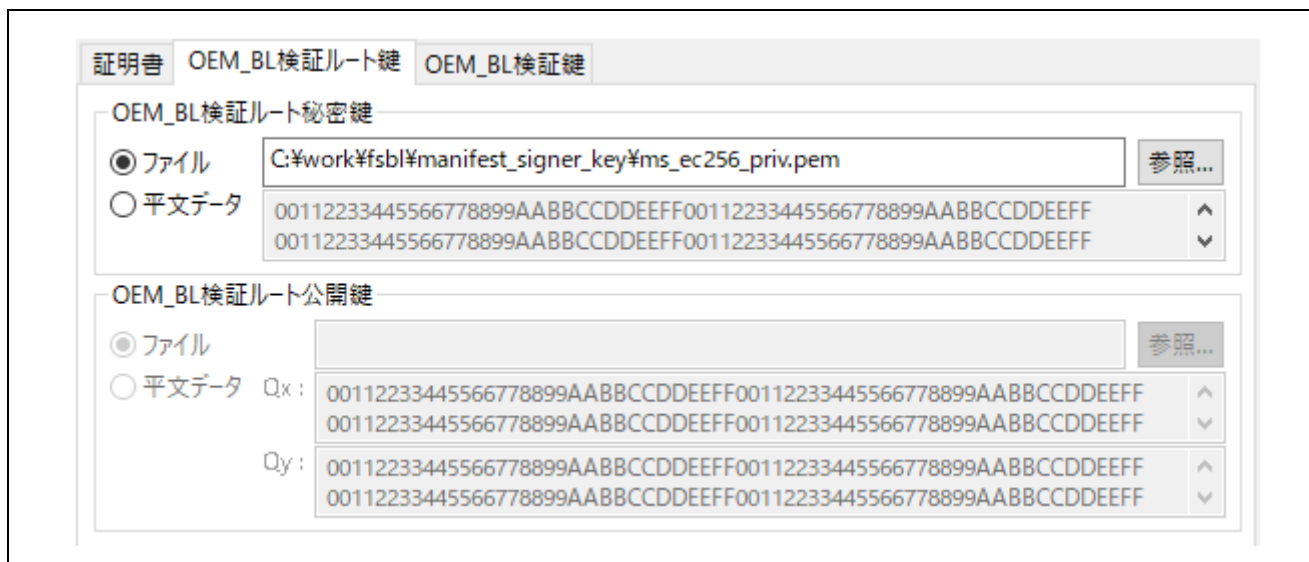 証明書 OEM_BL検証ルート鍵 OEM_BL検証鍵
OEM_BL検証ルート秘密鍵
ファイル C:¥work¥fsbl¥manifest_signer_key¥ms_ec256_priv.pem 参照...
平文データ 00112233445566778899AABBCCDDEEFF00112233445566778899AABBCCDDEEFF
00112233445566778899AABBCCDDEEFF00112233445566778899AABBCCDDEEFF
OEM_BL検証ルート公開鍵
ファイル 参照...
平文データ Qx : 00112233445566778899AABBCCDDEEFF00112233445566778899AABBCCDDEEFF
00112233445566778899AABBCCDDEEFF00112233445566778899AABBCCDDEEFF
Qy : 00112233445566778899AABBCCDDEEFF00112233445566778899AABBCCDDEEFF
00112233445566778899AABBCCDDEEFF00112233445566778899AABBCCDDEEFF